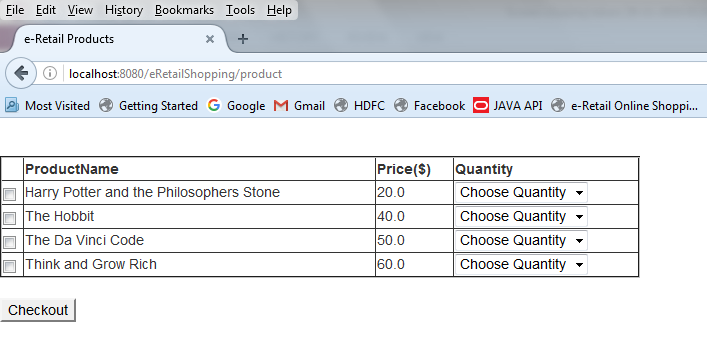 File Edit View History Bookmarks Tools Help
e-Retail Products × +
localhost:8080/eRetailShopping/product
Most Visited Getting Started Google Gmail HDFC Facebook JAVA API e-Retail Online Shoppi...
ProductName Price($) Quantity
Harry Potter and the Philosophers Stone 20.0 Choose Quantity
The Hobbit 40.0 Choose Quantity
The Da Vinci Code 50.0 Choose Quantity
Think and Grow Rich 60.0 Choose Quantity
Checkout